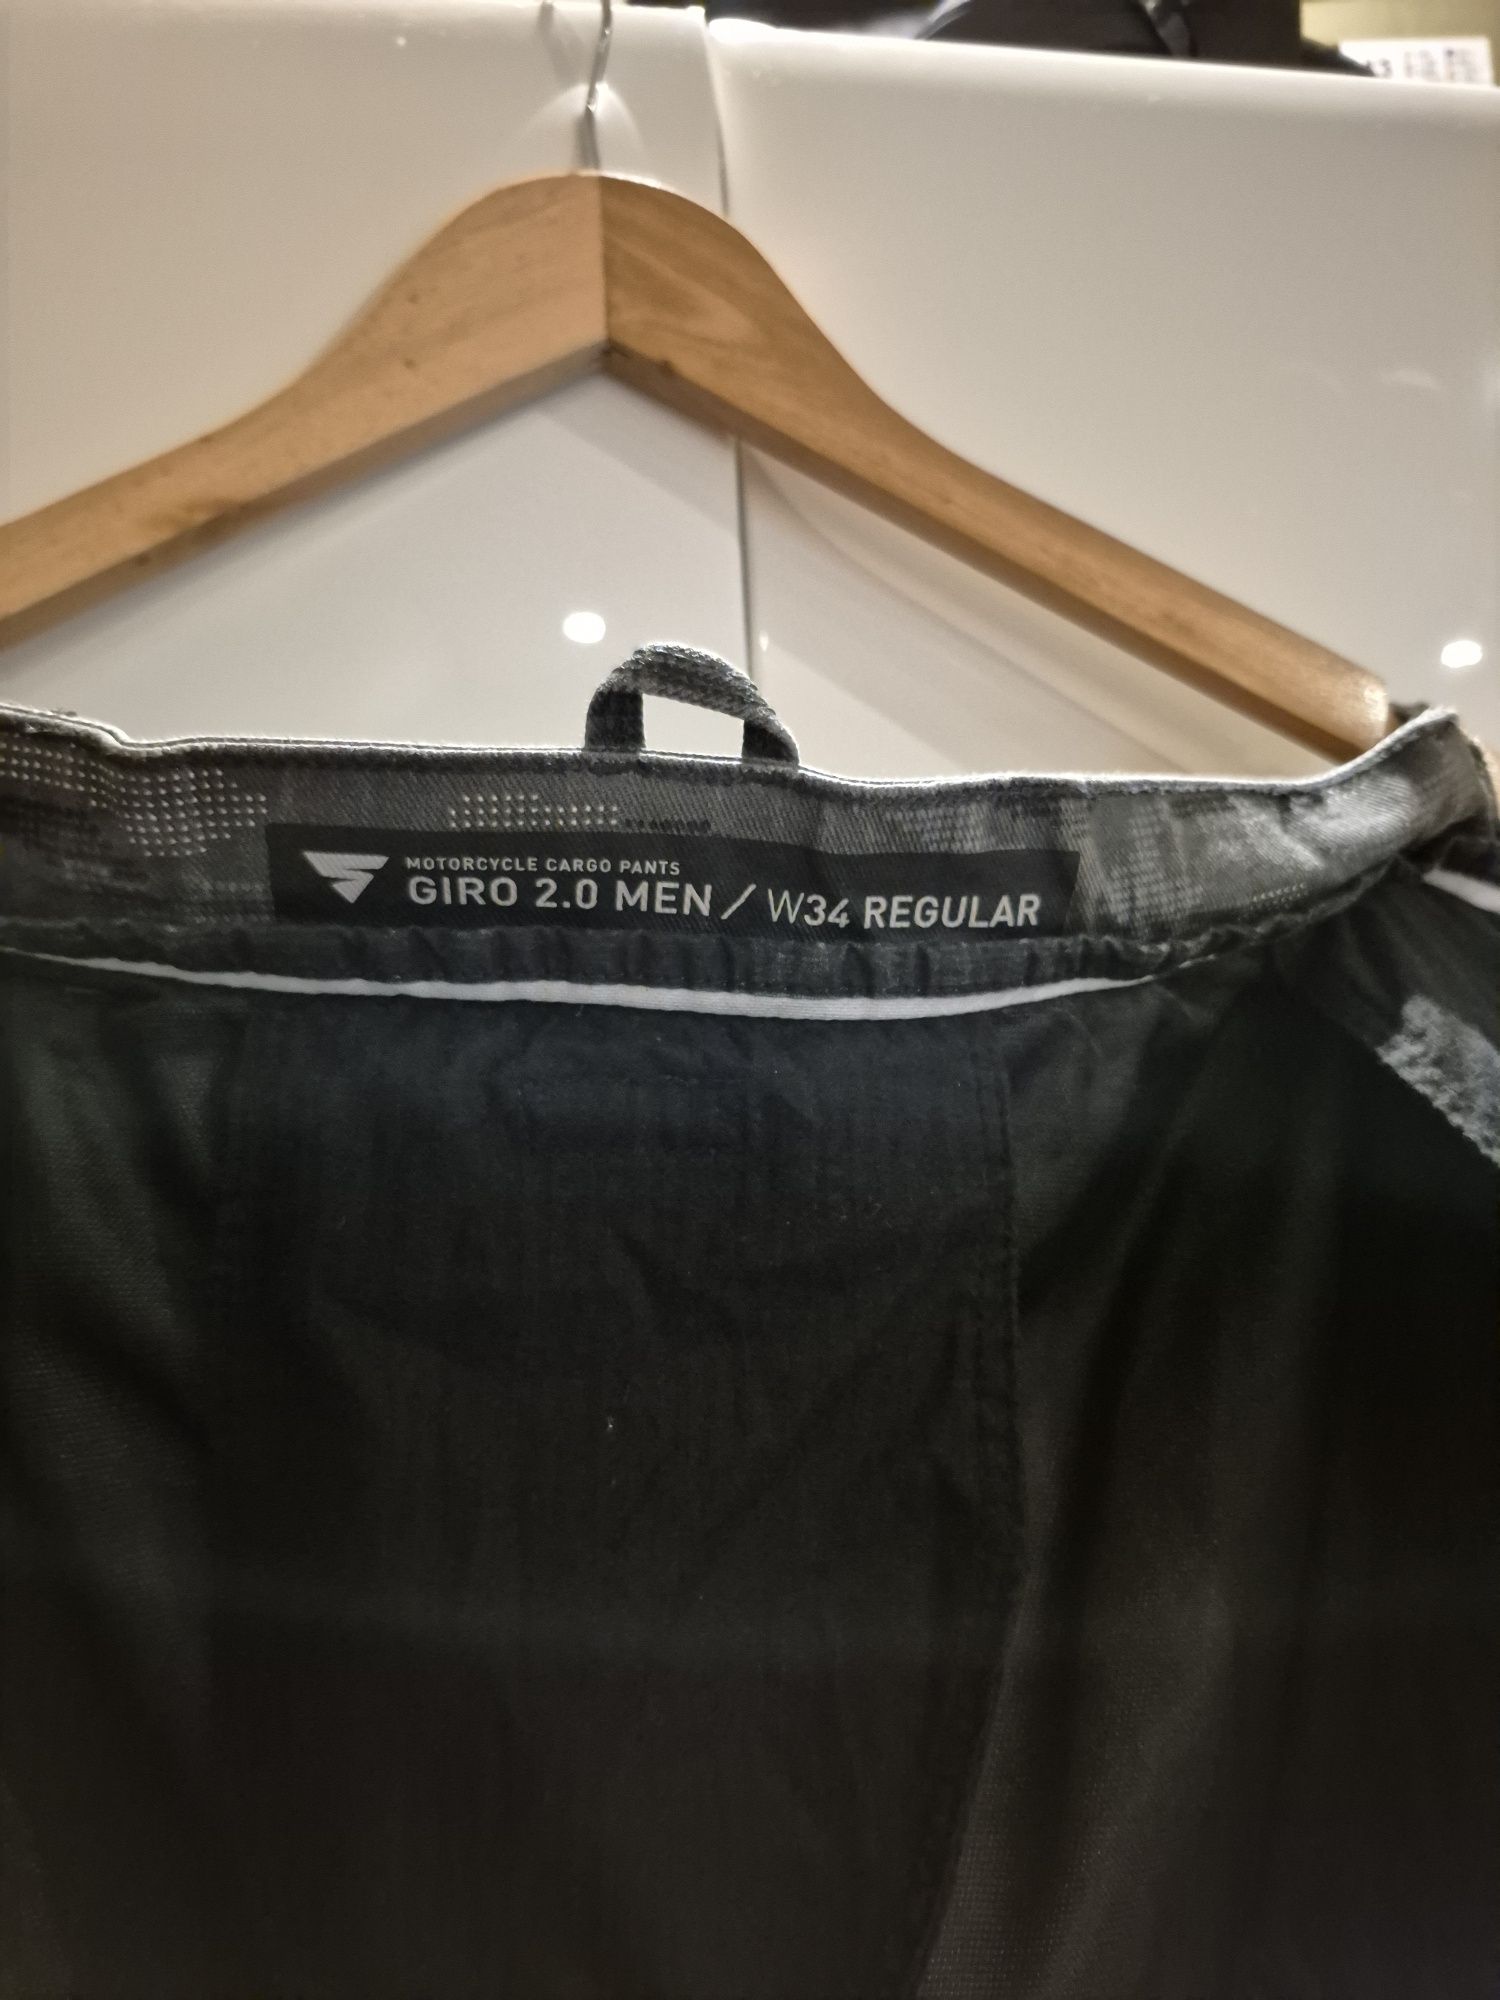 MOTORCYCLE CARGO PANTS
GIRO 2.0 MEN / W34 REGULAR